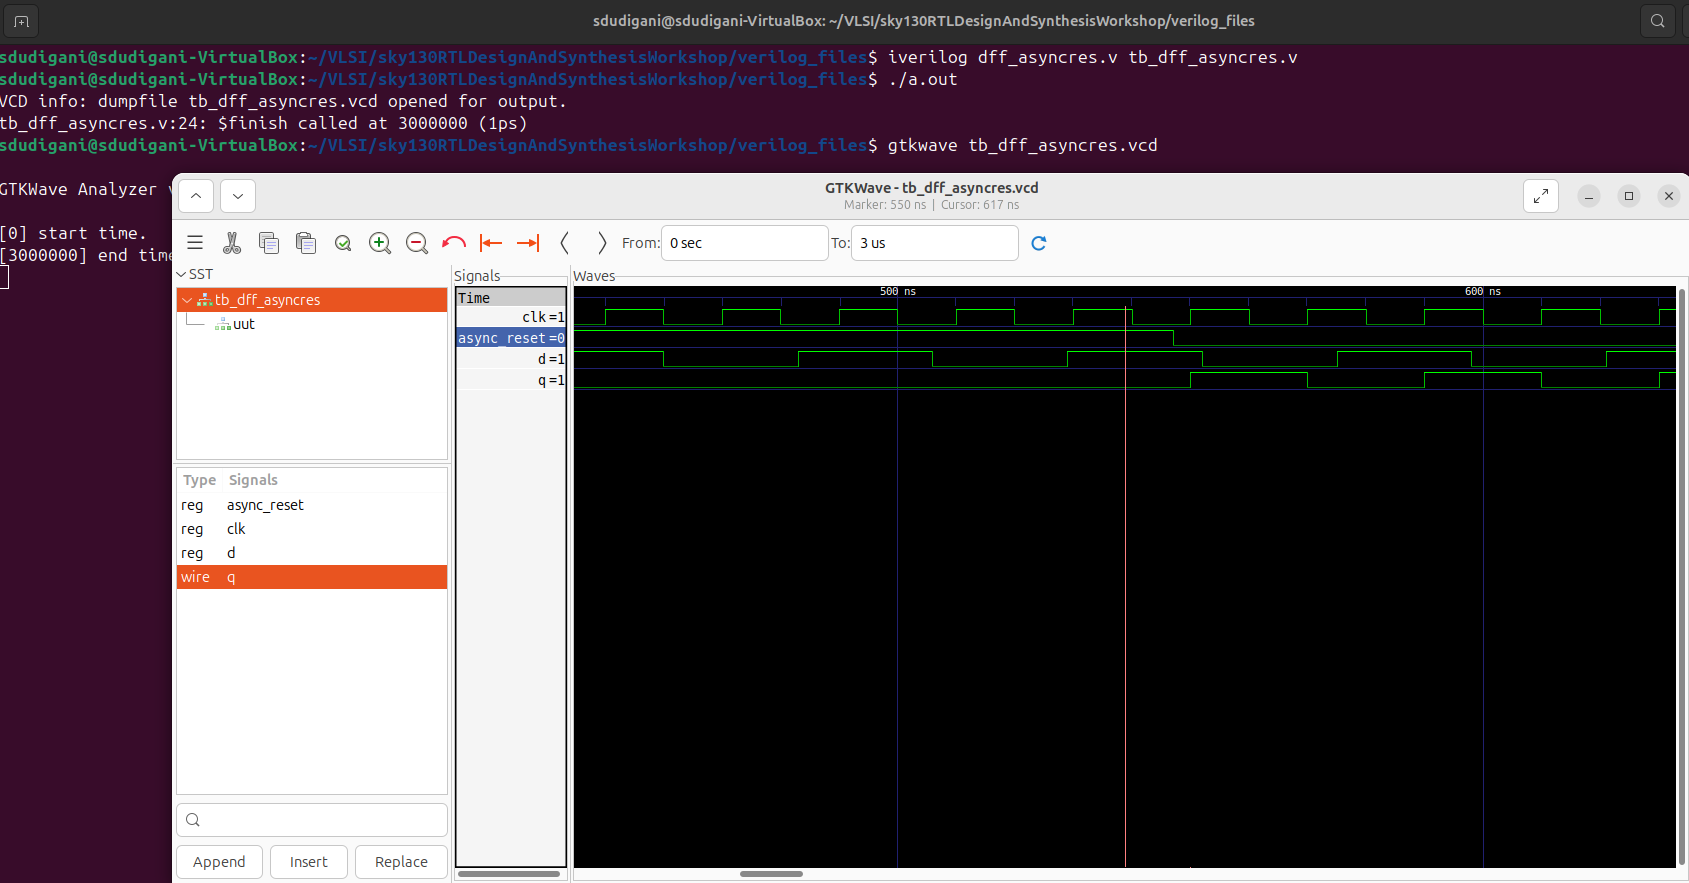 sdudigani@sdudigani-VirtualBox: ~/VLSI/sky130RTLDesignAndSynthesisWorkshop/verilog_files
sdudigani@sdudigani-VirtualBox:~/VLSI/sky130RTLDesignAndSynthesisWorkshop/verilog_files$ iverilog dff_asyncres.v tb_dff_asyncres.v
sdudigani@sdudigani-VirtualBox:~/VLSI/sky130RTLDesignAndSynthesisWorkshop/verilog_files$ ./a.out
VCD info: dumpfile tb_dff_asyncres.vcd opened for output.
tb_dff_asyncres.v:24: $finish called at 3000000 (1ps)
sdudigani@sdudigani-VirtualBox:~/VLSI/sky130RTLDesignAndSynthesisWorkshop/verilog_files$ gtkwave tb_dff_asyncres.vcd
GTKWave Analyzer
[0] start time.
[3000000] end time
GTKWave - tb_dff_asyncres.vcd
Marker: 550 ns | Cursor: 617 ns
From: 0 sec To: 3 us
SST
tb_dff_asyncres
uut
Type Signals
reg async_reset
reg clk
reg d
wire q
Append Insert Replace
Signals
Time
clk=1
async_reset=0
d=1
q=1
Waves
500 ns 600 ns